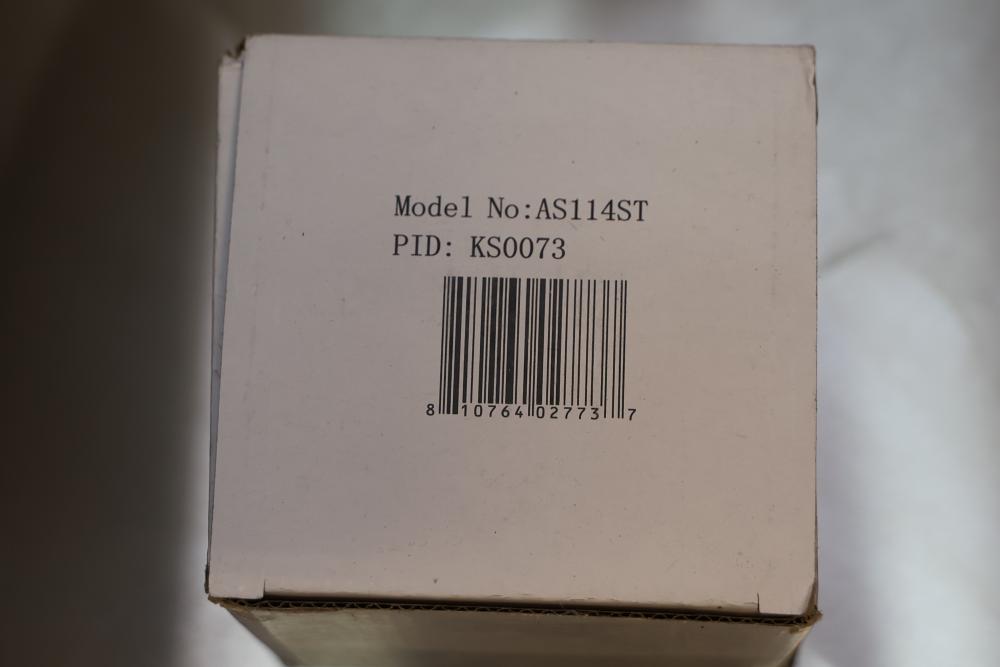 Model No:AS114ST
PID: KS0073
8 10764 02773 7